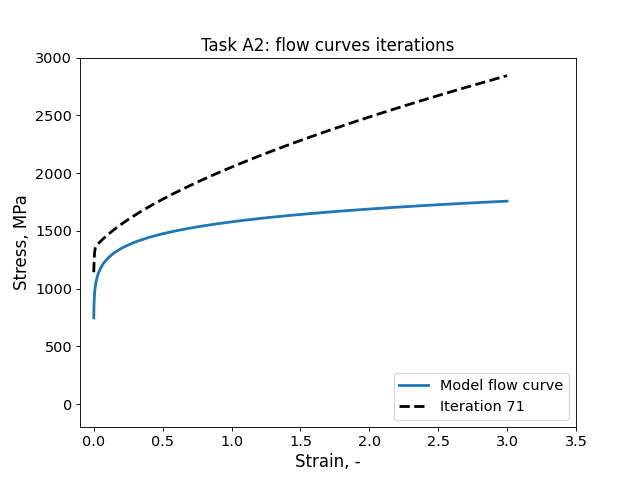 Task A2: flow curves iterations
3000
2500
2000
1500
1000
500
0
Stress, MPa
0.0 0.5 1.0 1.5 2.0 2.5 3.0 3.5
Strain, -
Model flow curve
Iteration 71